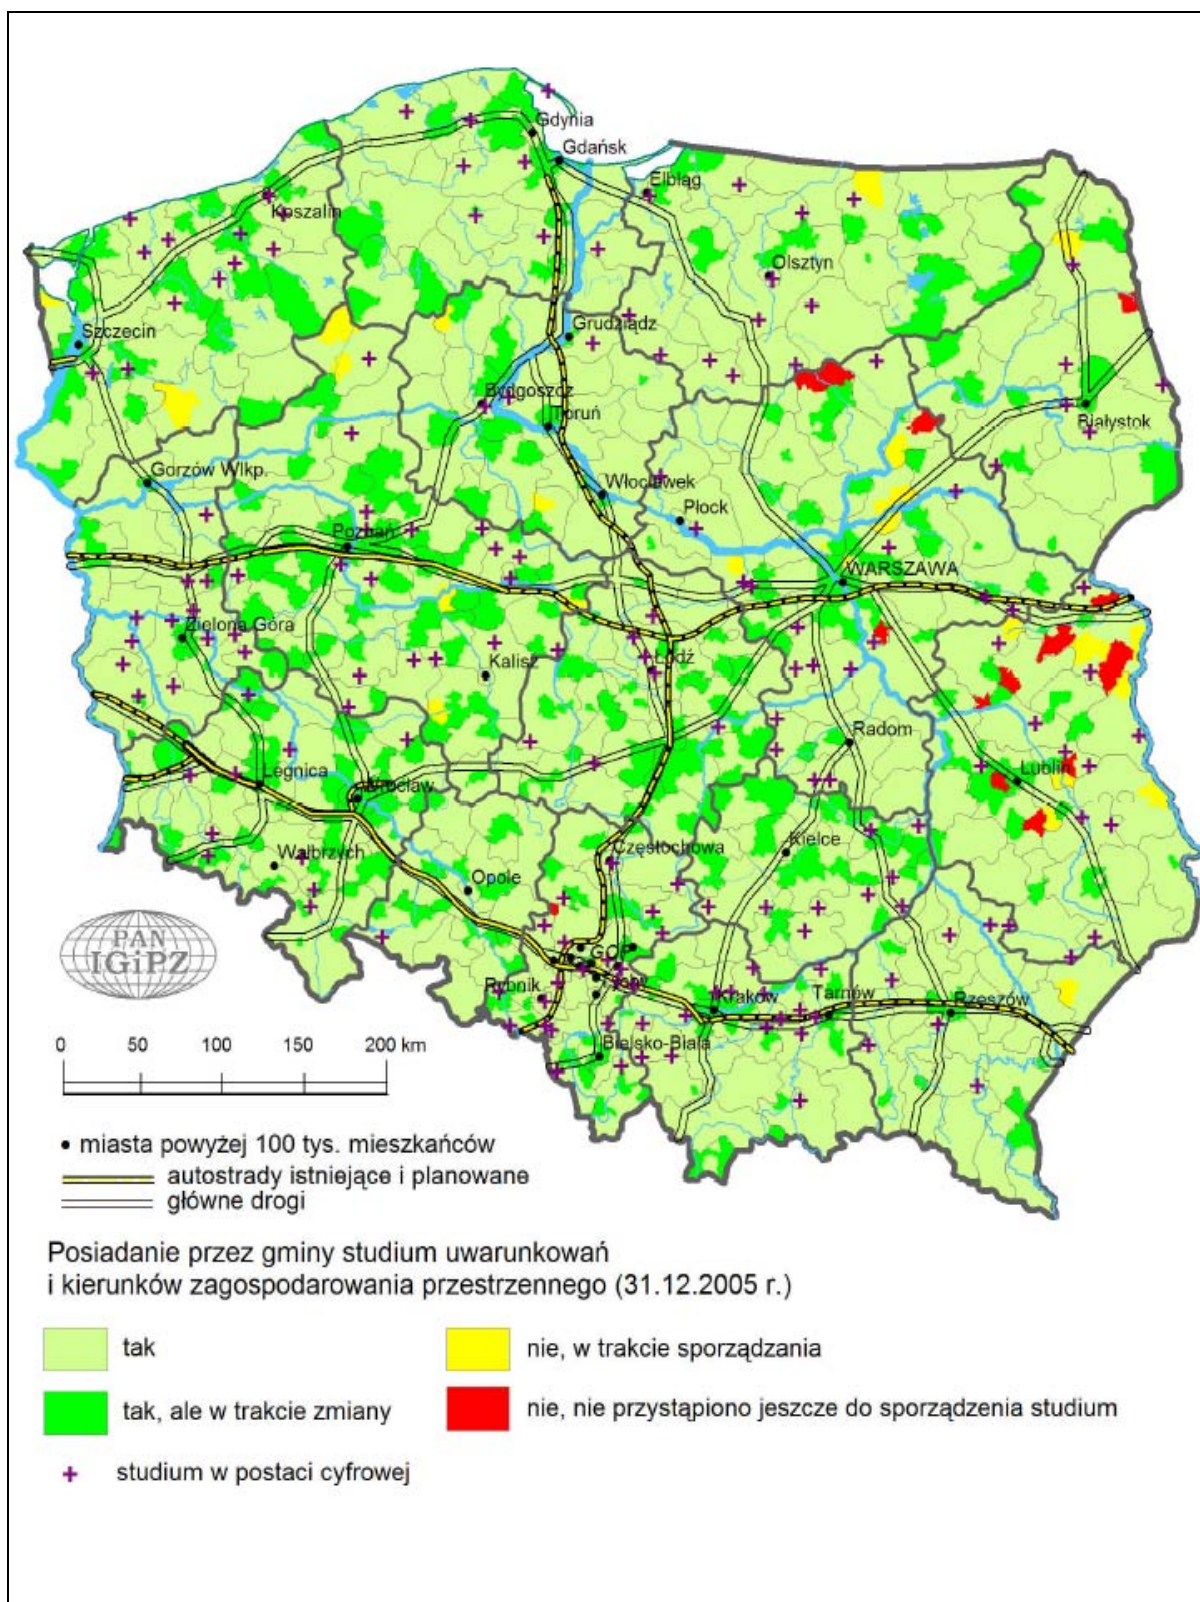 Gdynia
Gdańsk
Elbląg
Koszalin
Olsztyn
Szczecin
Grudziądz
Bydgoszcz
Toruń
Białystok
Gorzów Wlkp.
Włocławek
Płock
Poznań
WARSZAWA
Zielona Góra
Łódź
Kalisz
Radom
Legnica
Lublin
Wrocław
Kielce
Wałbrzych
Częstochowa
Opole
PAN
IGiPZ
GOP
Rybnik
Tychy
Kraków
Tarnów
Rzeszów
Bielsko-Biała
0 50 100 150 200 km
miasta powyżej 100 tys. mieszkańców
autostrady istniejące i planowane
główne drogi
Posiadanie przez gminy studium uwarunkowań
i kierunków zagospodarowania przestrzennego (31.12.2005 r.)
tak
nie, w trakcie sporządzania
tak, ale w trakcie zmiany
nie, nie przystąpiono jeszcze do sporządzenia studium
studium w postaci cyfrowej